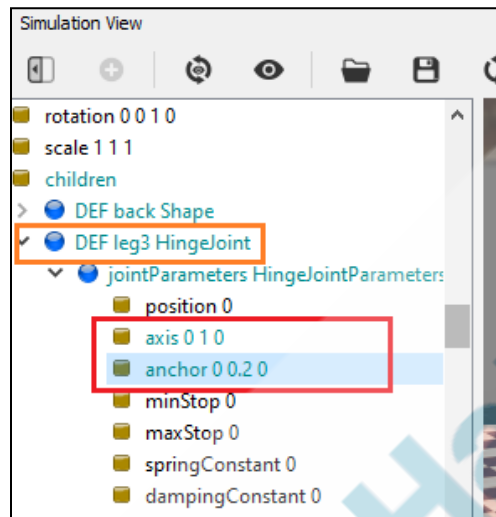 Simulation View
rotation 0 0 1 0
scale 1 1 1
children
DEF back Shape
DEF leg3 HingeJoint
jointParameters HingeJointParameters
position 0
axis 0 1 0
anchor 0 0.2 0
minStop 0
maxStop 0
springConstant 0
dampingConstant 0